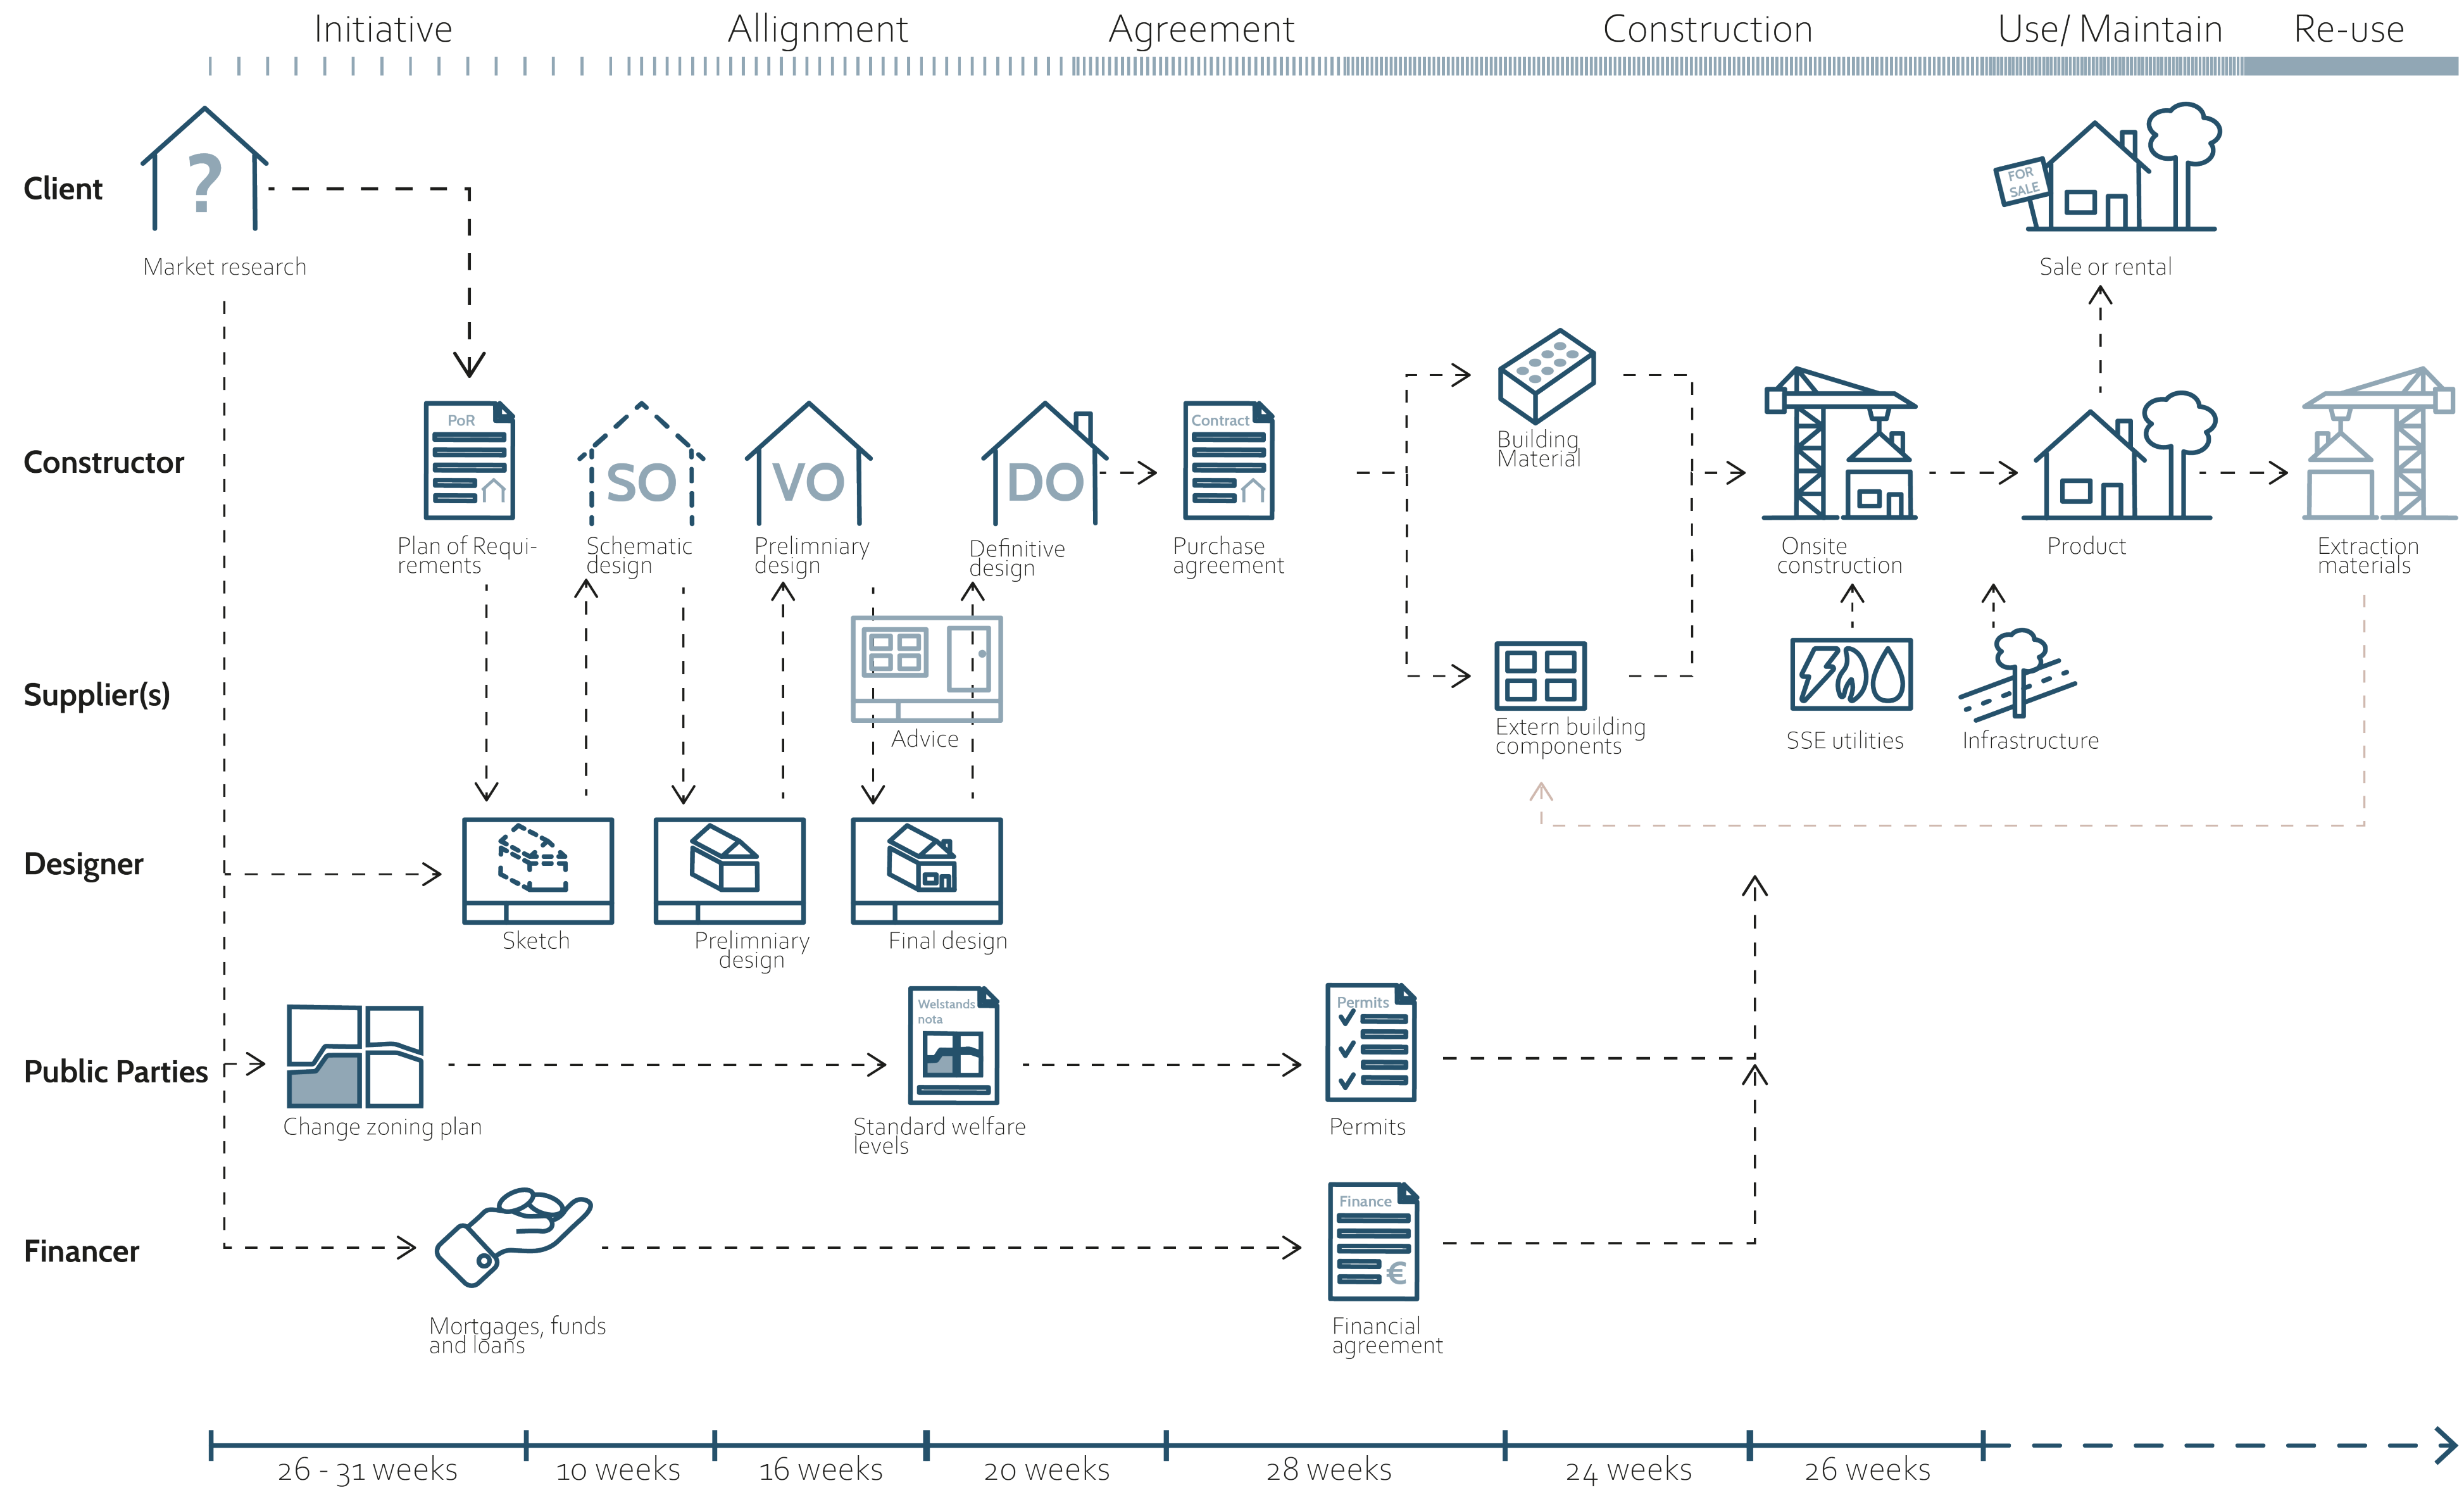 Initiative
Allignment
Agreement
Construction
Use/ Maintain
Re-use
Client
?
Market research
FOR
SALE
Sale or rental
Constructor
PoR
Plan of Requi-
rements
SO
Schematic
design
VO
Prelimniary
design
DO
Definitive
design
Contract
Purchase
agreement
Building
Material
Onsite
construction
Product
Extraction
materials
Supplier(s)
Advice
Extern building
components
SSE utilities
Infrastructure
Designer
Sketch
Prelimniary
design
Final design
Public Parties
Change zoning plan
Welstands
nota
Standard welfare
levels
Permits
Permits
Financer
Mortgages, funds
and loans
Finance
€
Financial
agreement
26 - 31 weeks
10 weeks
16 weeks
20 weeks
28 weeks
24 weeks
26 weeks